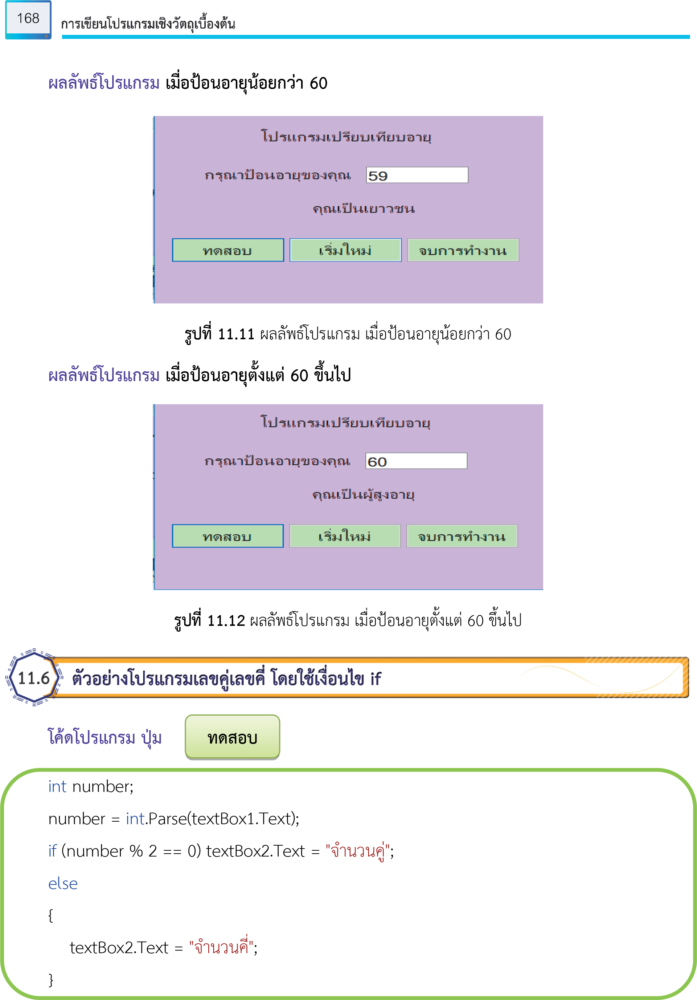 168
การเขียนโปรแกรมเชิงวัตถุเบื้องต้น
ผลลัพธ์โปรแกรม เมื่อป้อนอายุน้อยกว่า 60
โปรแกรมเปรียบเทียบอายุ
กรุณาป้อนอายุของคุณ 59
คุณเป็นเยาวชน
ทดสอบ เริ่มใหม่ จบการทำงาน
รูปที่ 11.11 ผลลัพธ์โปรแกรม เมื่อป้อนอายุน้อยกว่า 60
ผลลัพธ์โปรแกรม เมื่อป้อนอายุตั้งแต่ 60 ขึ้นไป
โปรแกรมเปรียบเทียบอายุ
กรุณาป้อนอายุของคุณ 60
คุณเป็นผู้สูงอายุ
ทดสอบ เริ่มใหม่ จบการทำงาน
รูปที่ 11.12 ผลลัพธ์โปรแกรม เมื่อป้อนอายุตั้งแต่ 60 ขึ้นไป
11.6 ตัวอย่างโปรแกรมเลขคู่เลขคี่ โดยใช้เงื่อนไข if
โค้ดโปรแกรม ปุ่ม ทดสอบ
int number;
number = int.Parse(textBox1.Text);
if (number % 2 == 0) textBox2.Text = "จำนวนคู่";
else
{
textBox2.Text = "จำนวนคี่";
}